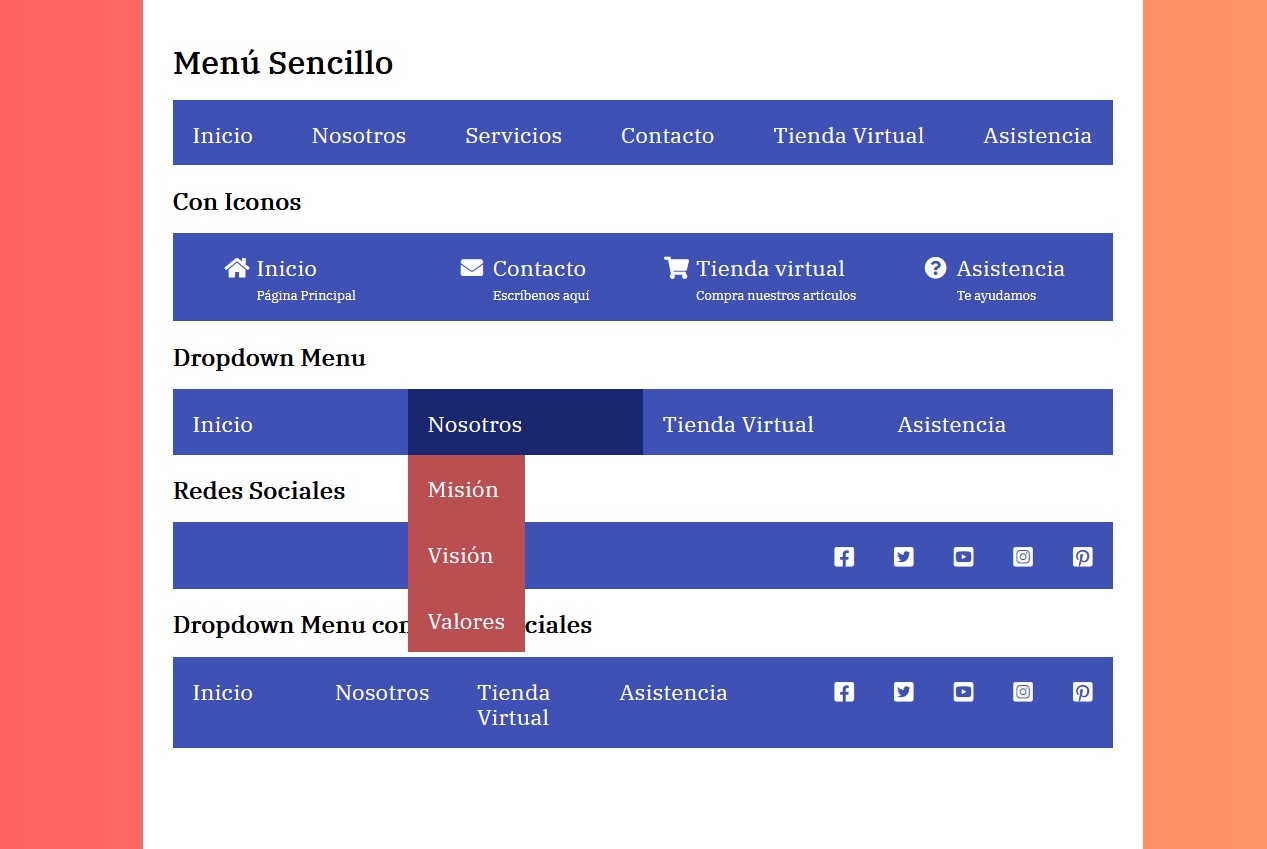 Menú Sencillo
Inicio Nosotros Servicios Contacto Tienda Virtual Asistencia
Con Iconos
Inicio Contacto Tienda virtual Asistencia
Página Principal Escríbenos aquí Compra nuestros artículos Te ayudamos
Dropdown Menu
Inicio Nosotros Tienda Virtual Asistencia
Misión
Redes Sociales
Visión
Valores
Dropdown Menu con ciales
Inicio Nosotros Tienda Asistencia
Virtual